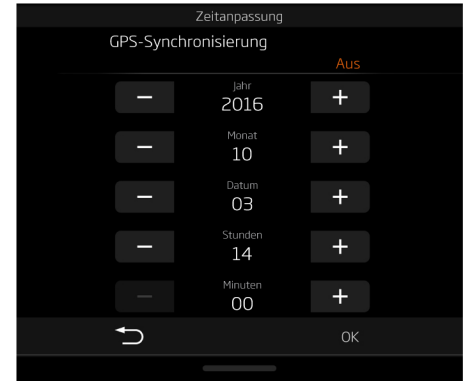 Zeitanpassung
GPS-Synchronisierung
Aus
Jahr
− 2016 +
Monat
− 10 +
Datum
− 03 +
Stunden
− 14 +
Minuten
− 00 +
OK